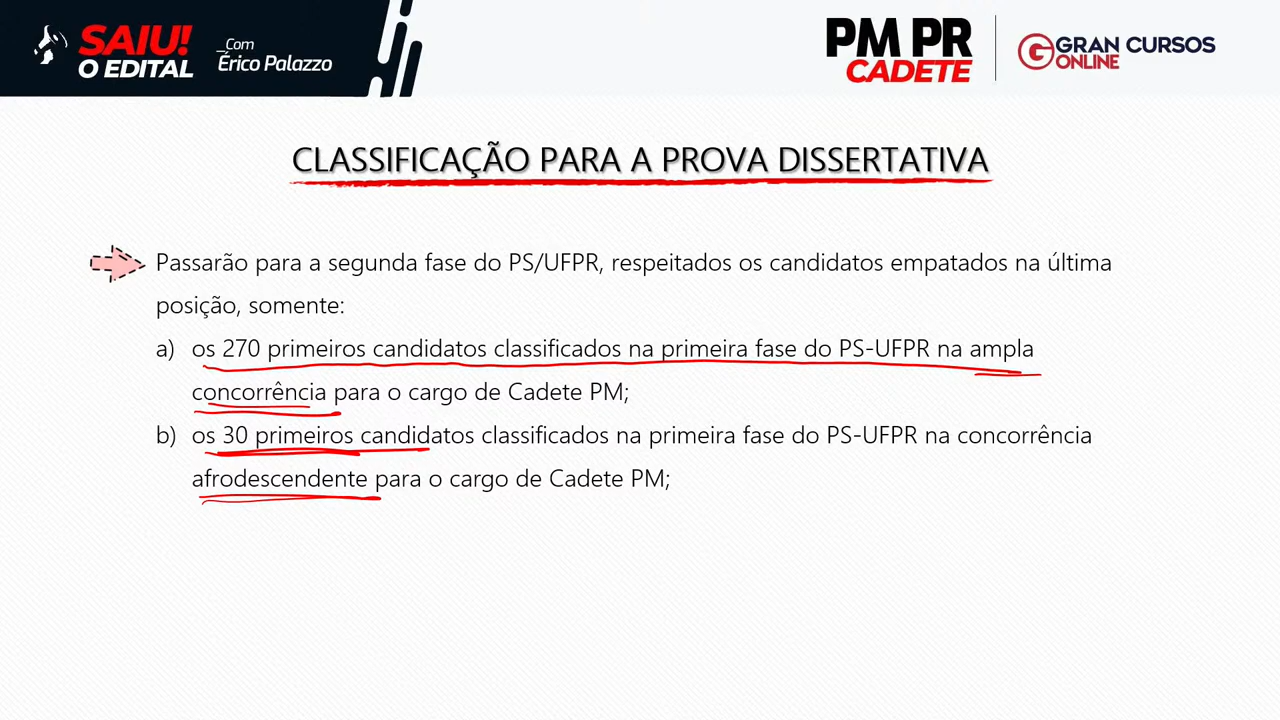 SAIU!
O EDITAL
_Com
Érico Palazzo
PM PR
CADETE
GRAN CURSOS
ONLINE
CLASSIFICAÇÃO PARA A PROVA DISSERTATIVA
Passarão para a segunda fase do PS/UFPR, respeitados os candidatos empatados na última
posição, somente:
a) os 270 primeiros candidatos classificados na primeira fase do PS-UFPR na ampla
concorrência para o cargo de Cadete PM;
b) os 30 primeiros candidatos classificados na primeira fase do PS-UFPR na concorrência
afrodescendente para o cargo de Cadete PM;